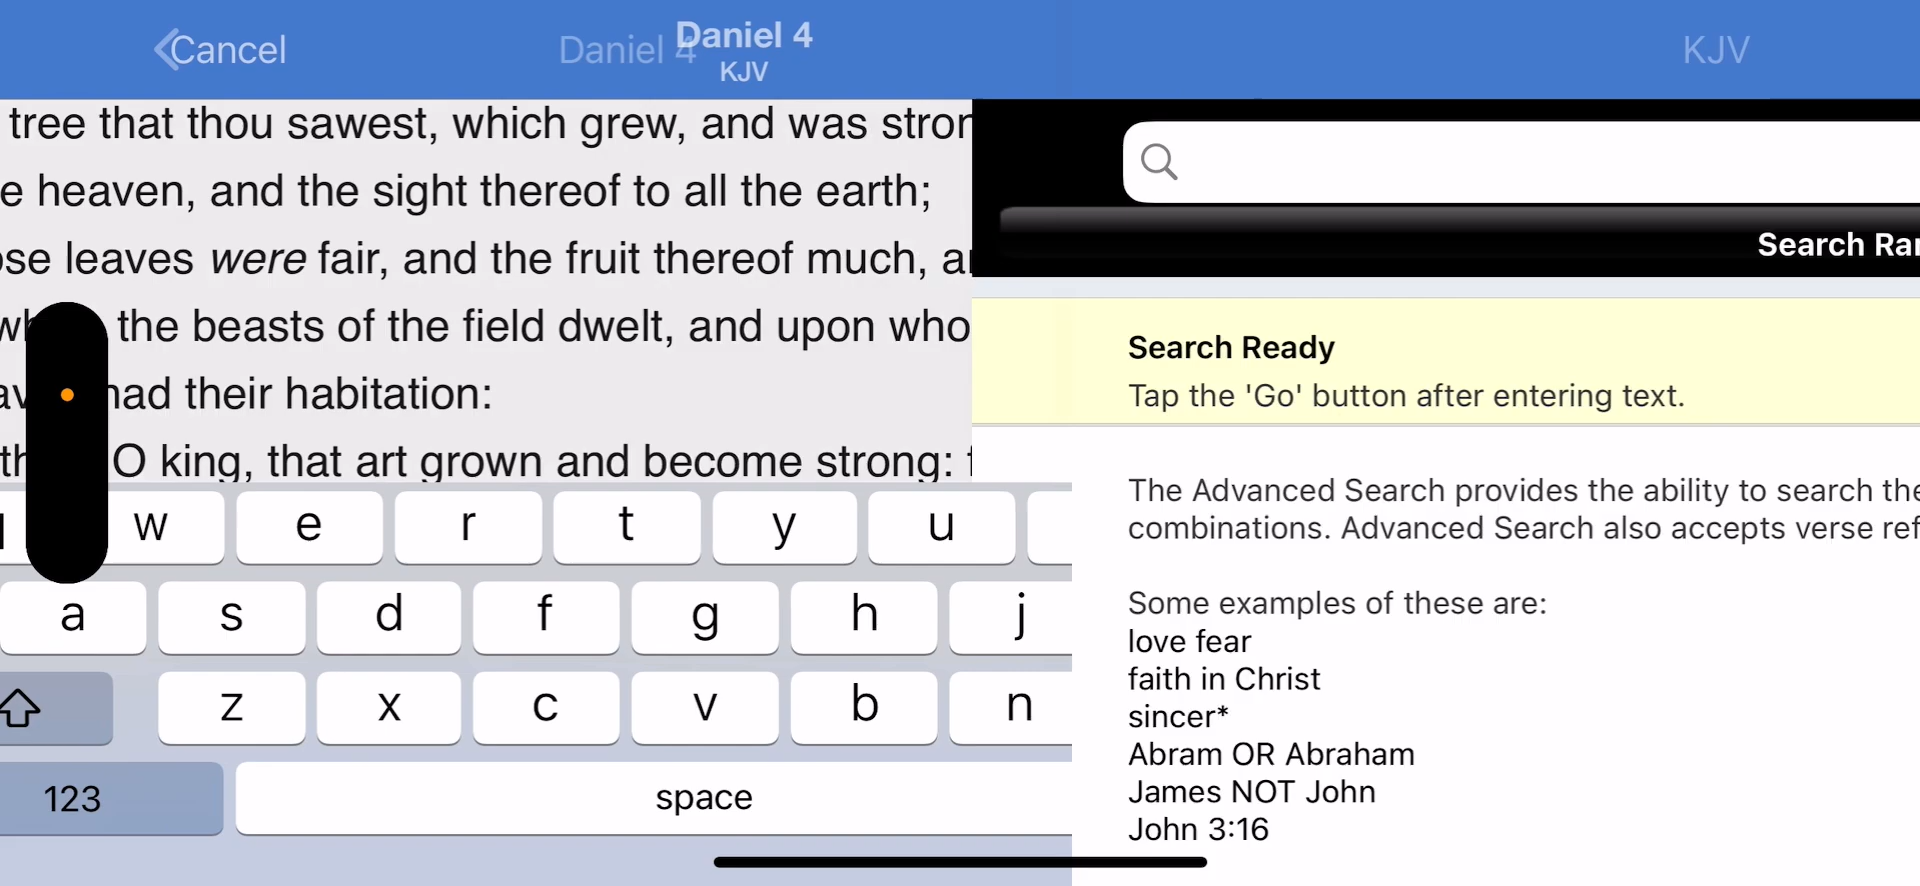 Cancel
Daniel 4
Daniel 4
KJV
KJV
tree that thou sawest, which grew, and was stron
e heaven, and the sight thereof to all the earth;
ose leaves were fair, and the fruit thereof much, a
the beasts of the field dwelt, and upon who
had their habitation:
O king, that art grown and become strong: f
w e r t y u
a s d f g h j
z x c v b n
123 space
Search Ran
Search Ready
Tap the 'Go' button after entering text.
The Advanced Search provides the ability to search the
combinations. Advanced Search also accepts verse ref
Some examples of these are:
love fear
faith in Christ
sincer*
Abram OR Abraham
James NOT John
John 3:16